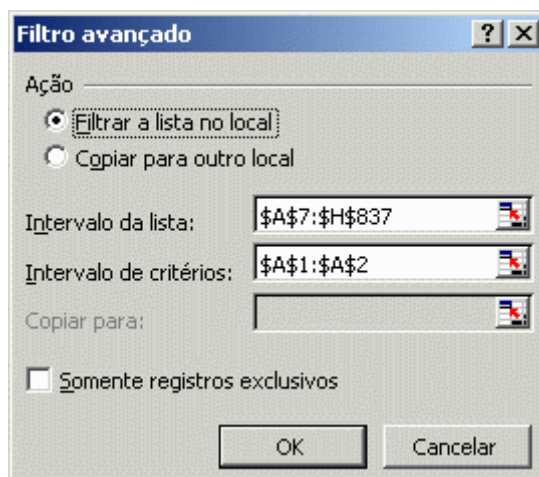 Filtro avançado
Ação
Filtrar a lista no local
Copiar para outro local
Intervalo da lista: $A$7:$H$837
Intervalo de critérios: $A$1:$A$2
Copiar para:
Somente registros exclusivos
OK Cancelar